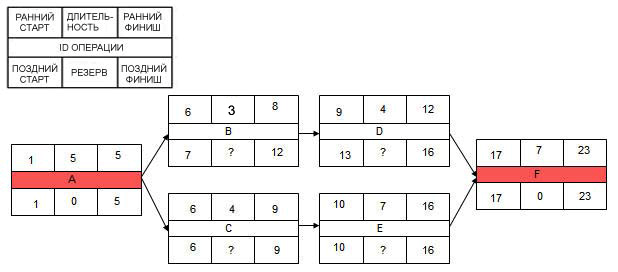 РАННИЙ СТАРТ ДЛИТЕЛЬ-НОСТЬ РАННИЙ ФИНИШ
ID ОПЕРАЦИИ
ПОЗДНИЙ СТАРТ РЕЗЕРВ ПОЗДНИЙ ФИНИШ
6 3 8
B
7 ? 12
9 4 12
D
13 ? 16
1 5 5
A
1 0 5
17 7 23
F
17 0 23
6 4 9
C
6 ? 9
10 7 16
E
10 ? 16